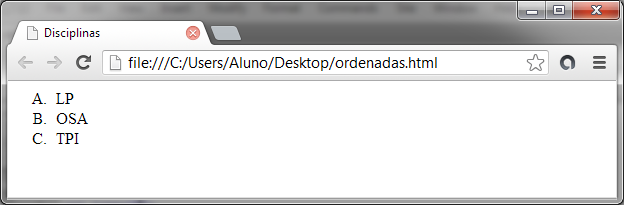 Disciplinas
file:///C:/Users/Aluno/Desktop/ordenadas.html
A. LP
B. OSA
C. TPI